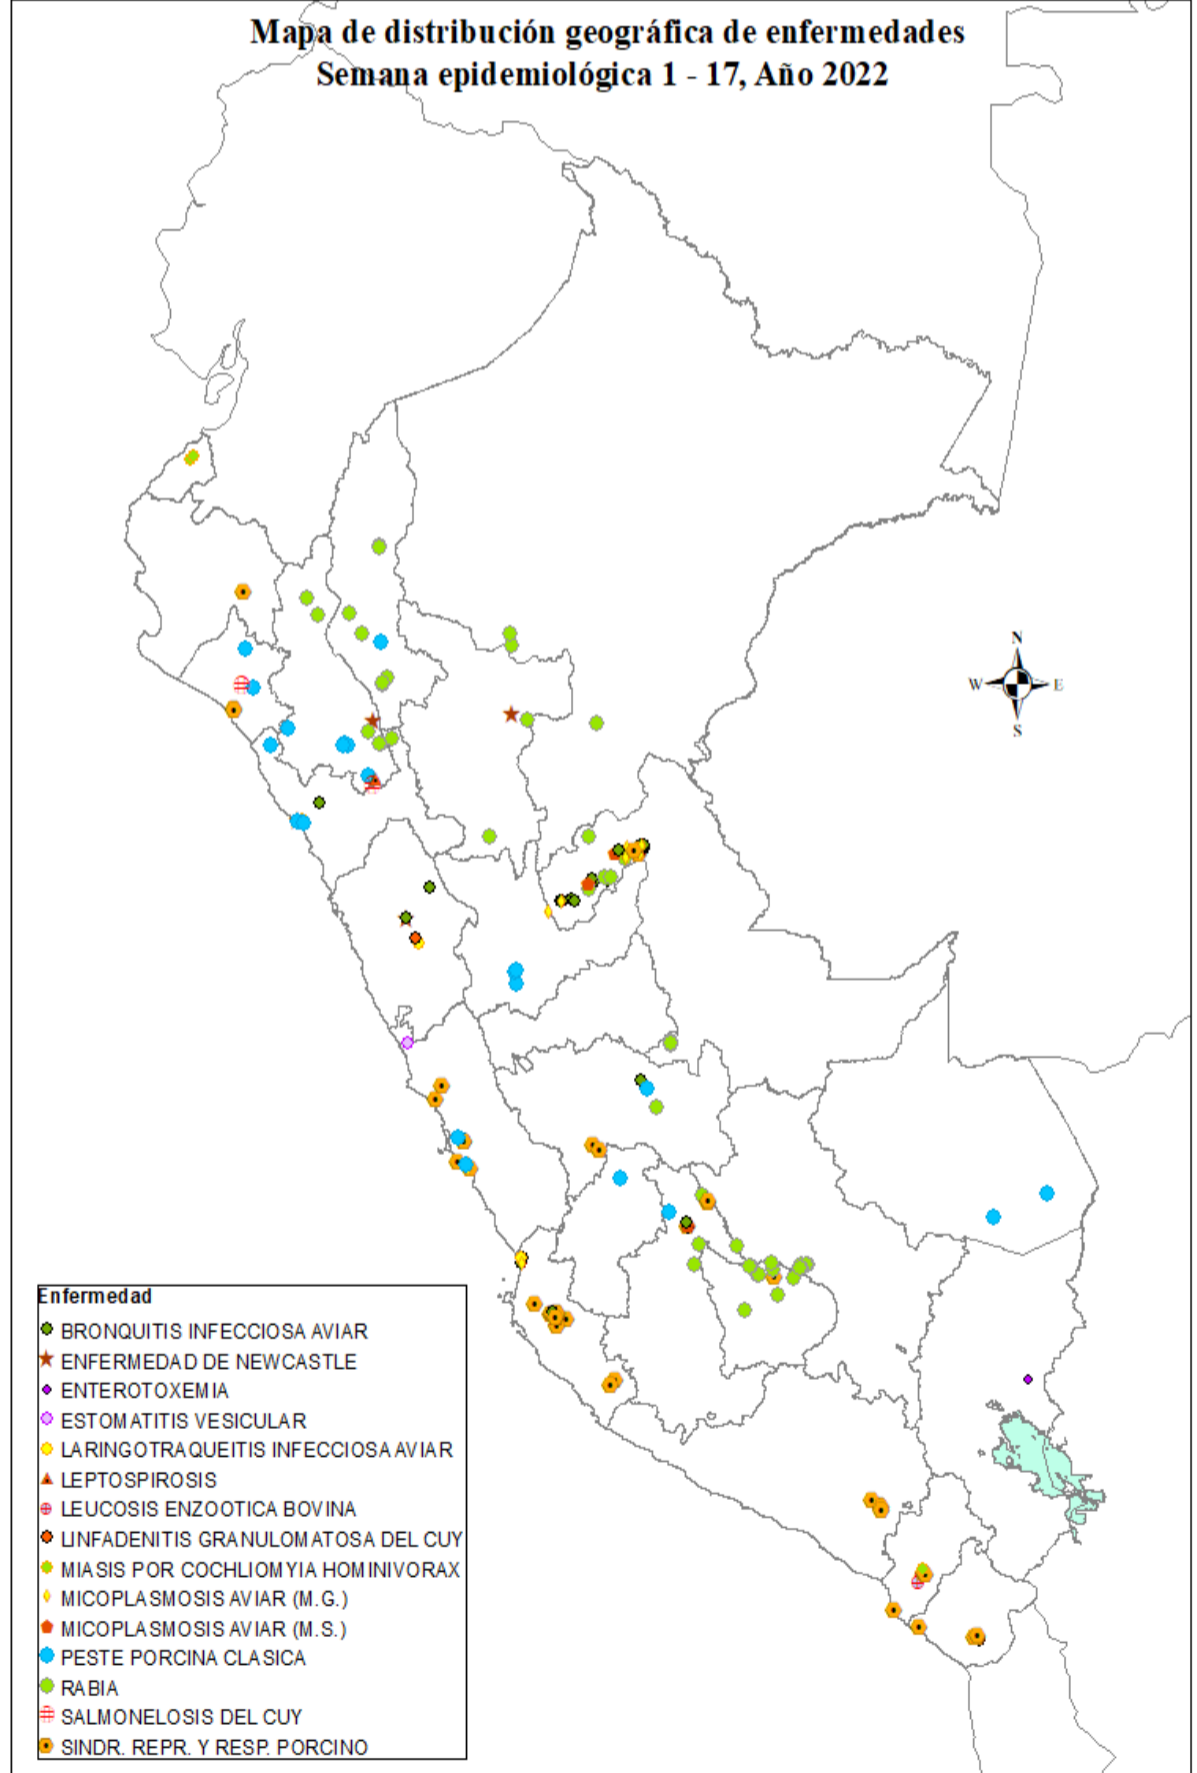 Mapa de distribución geográfica de enfermedades
Semana epidemiológica 1 - 17, Año 2022
N
W E
S
Enfermedad
BRONQUITIS INFECCIOSA AVIAR
ENFERMEDAD DE NEWCASTLE
ENTEROTOXEMIA
ESTOMATITIS VESICULAR
LARINGOTRAQUEITIS INFECCIOSA AVIAR
LEPTOSPIROSIS
LEUCOSIS ENZOOTICA BOVINA
LINFADENITIS GRANULOMATOSA DEL CUY
MIASIS POR COCHLIOMYIA HOMINIVORAX
MICOPLASMOSIS AVIAR (M.G.)
MICOPLASMOSIS AVIAR (M.S.)
PESTE PORCINA CLASICA
RABIA
SALMONELOSIS DEL CUY
SINDR. REPR. Y RESP. PORCINO